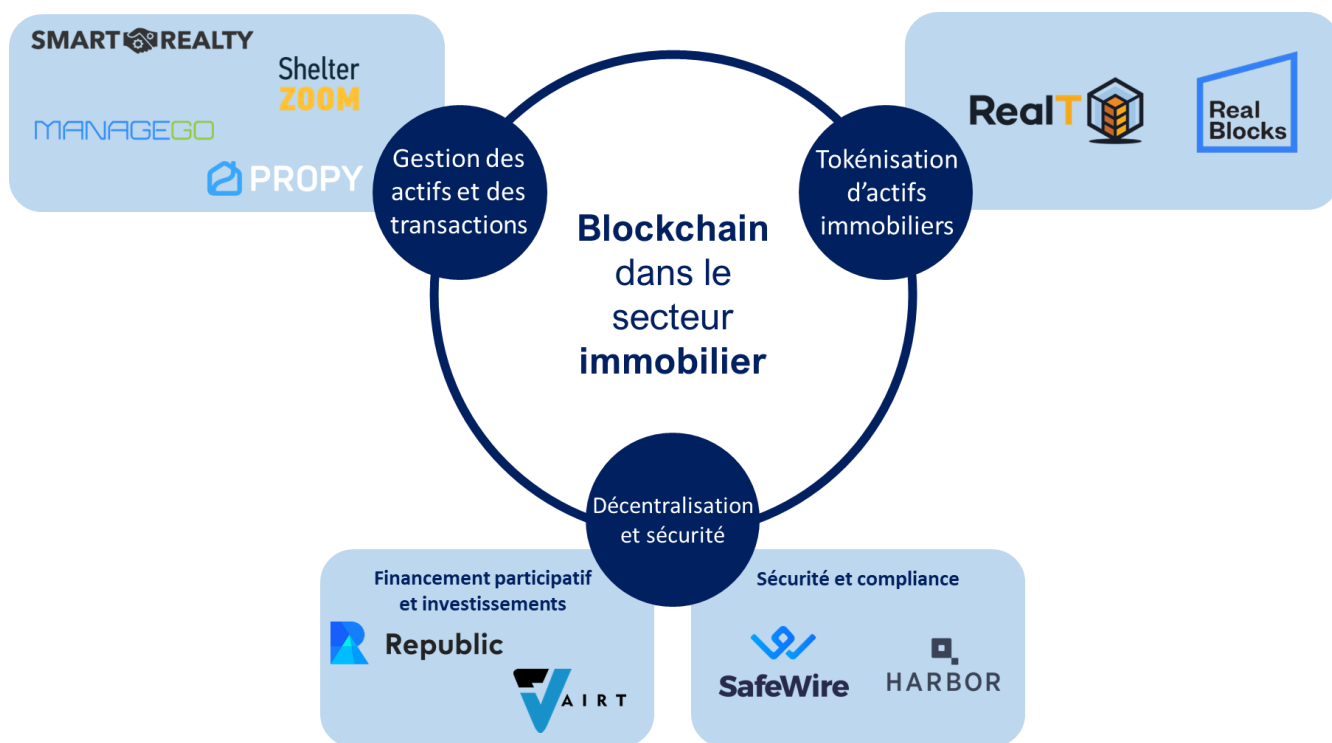 SMART REALTY
Shelter
ZOOM
MANAGEGO
PROPY
Gestion des
actifs et des
transactions
Blockchain
dans le
secteur
immobilier
Tokénisation
d’actifs
immobiliers
RealT
Real
Blocks
Décentralisation
et sécurité
Financement participatif
et investissements
Republic
VAIRT
Sécurité et compliance
SafeWire
HARBOR